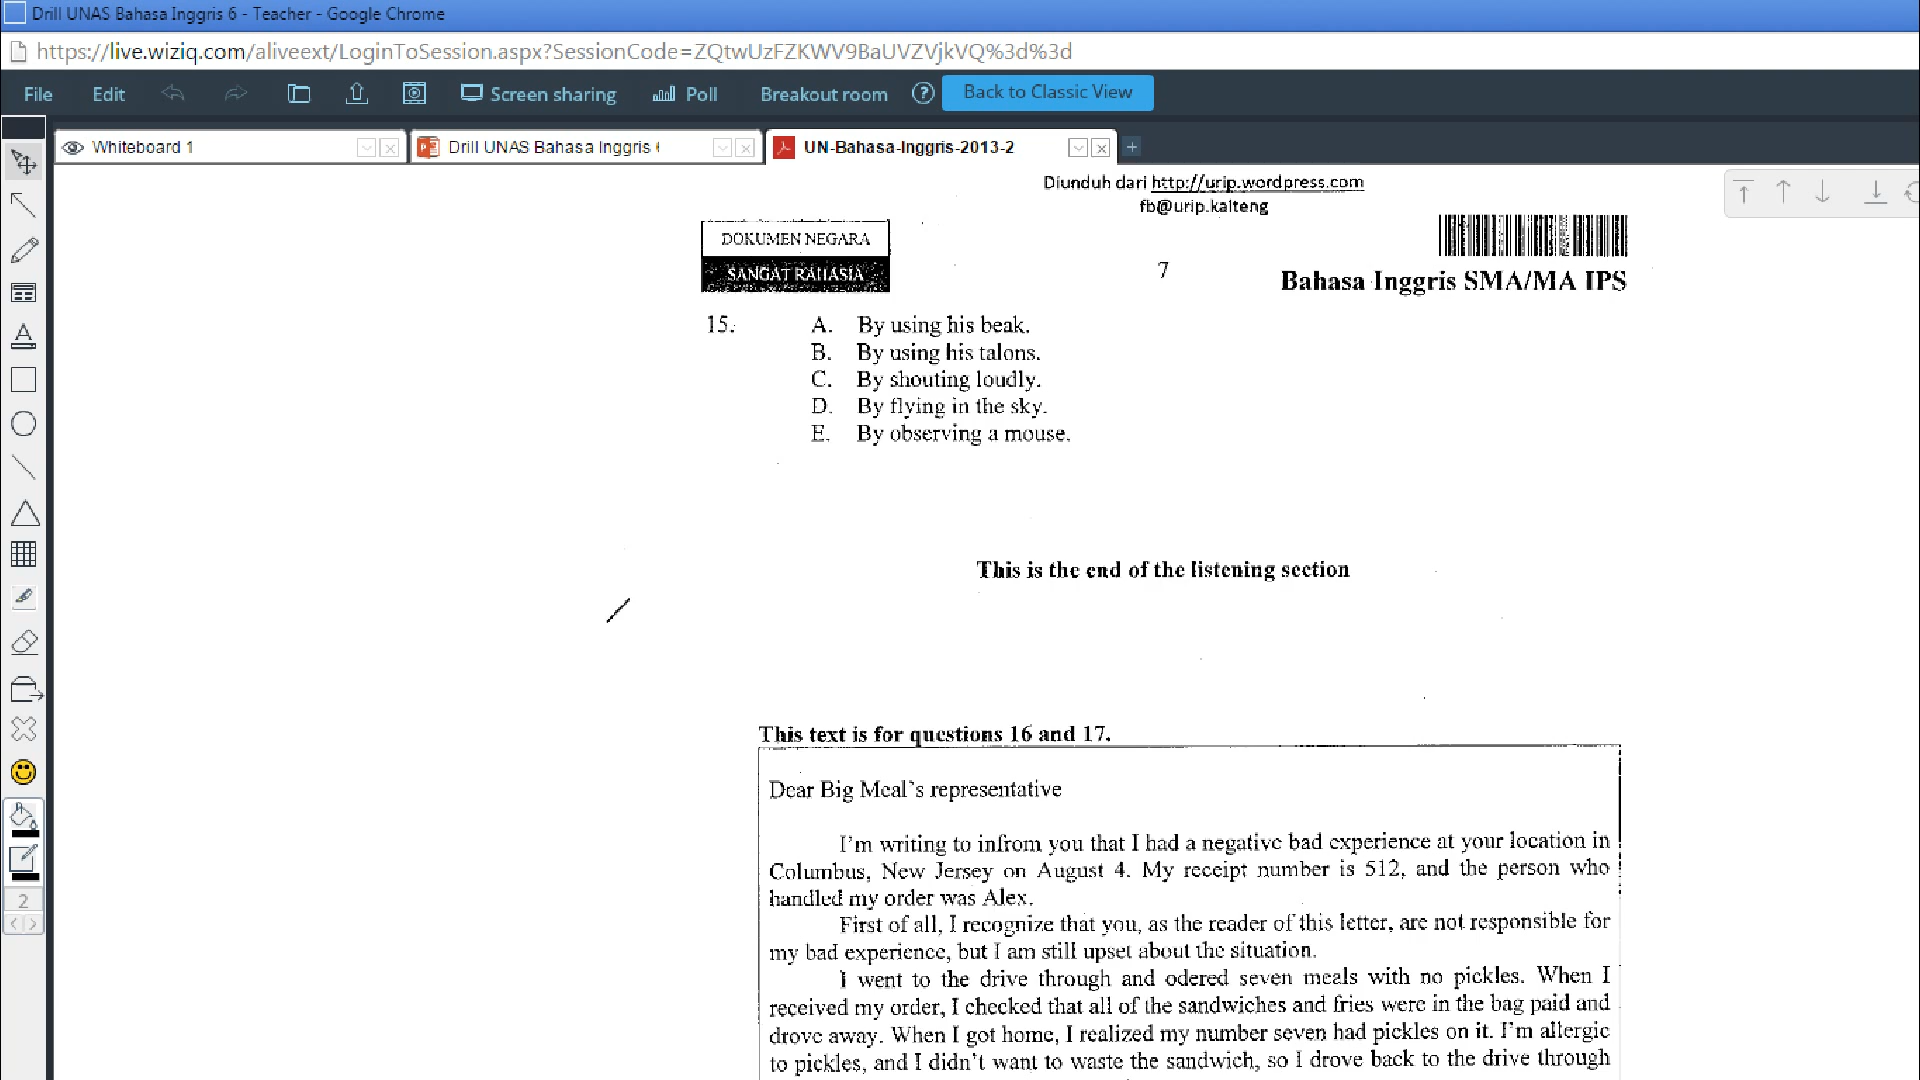 Drill UNAS Bahasa Inggris 6 - Teacher - Google Chrome
https://live.wiziq.com/aliveext/LoginToSession.aspx?SessionCode=ZQtwUzFZKWV9BaUVZVjkVQ%3d%3d
File Edit Screen sharing Poll Breakout room ? Back to Classic View
Whiteboard 1 Drill UNAS Bahasa Inggris UN-Bahasa-Inggris-2013-2 +
Diunduh dari http://urip.wordpress.com
fb@urip.kalteng
DOKUMEN NEGARA
SANGAT RAHASIA
7
Bahasa Inggris SMA/MA IPS
15. A. By using his beak.
B. By using his talons.
C. By shouting loudly.
D. By flying in the sky.
E. By observing a mouse.
This is the end of the listening section
This text is for questions 16 and 17.
Dear Big Meal's representative
I'm writing to infrom you that I had a negative bad experience at your location in
Columbus, New Jersey on August 4. My receipt number is 512, and the person who
handled my order was Alex.
First of all, I recognize that you, as the reader of this letter, are not responsible for
my bad experience, but I am still upset about the situation.
I went to the drive through and odered seven meals with no pickles. When I
received my order, I checked that all of the sandwiches and fries were in the bag paid and
drove away. When I got home, I realized my number seven had pickles on it. I'm allergic
to pickles, and I didn't want to waste the sandwich, so I drove back to the drive through
2